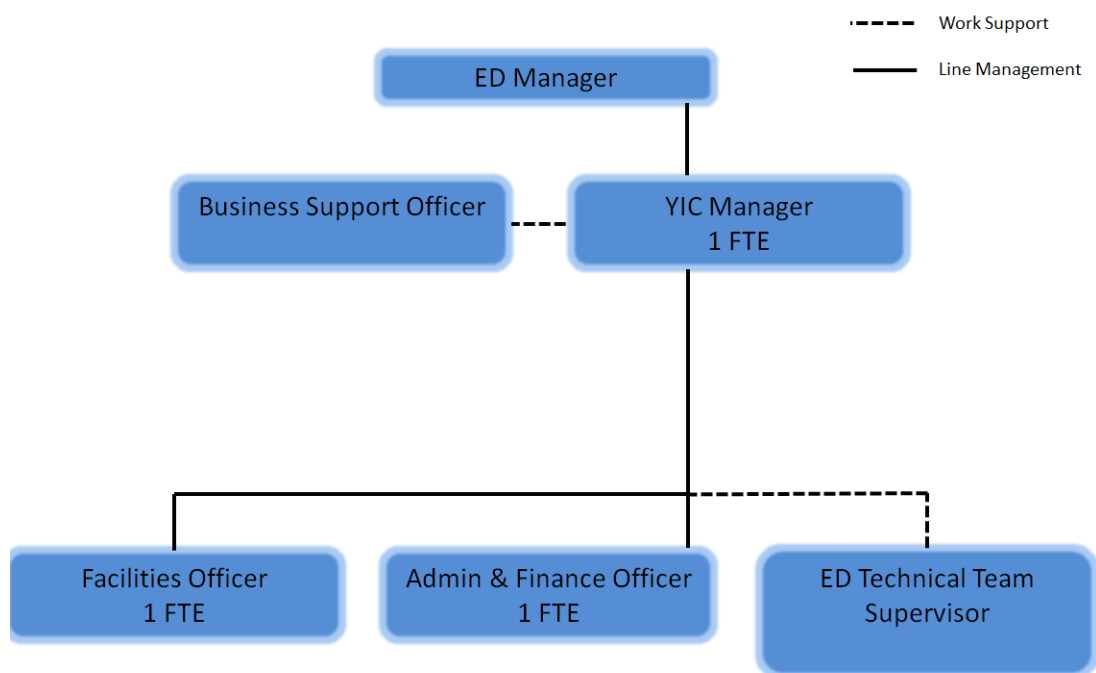 Work Support
Line Management
ED Manager
Business Support Officer
YIC Manager
1 FTE
Facilities Officer
1 FTE
Admin & Finance Officer
1 FTE
ED Technical Team
Supervisor